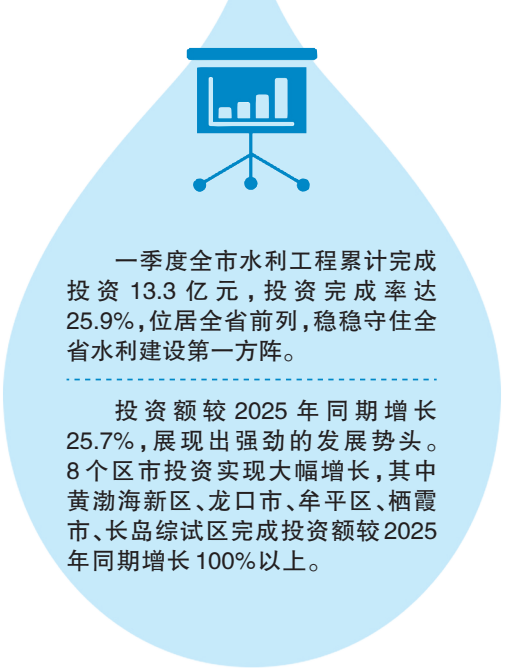 一季度全市水利工程累计完成
投资 13.3 亿元，投资完成率达
25.9%，位居全省前列，稳稳守住全
省水利建设第一方阵。
投资额较 2025 年同期增长
25.7%，展现出强劲的发展势头。
8个区市投资实现大幅增长，其中
黄渤海新区、龙口市、牟平区、栖霞
市、长岛综试区完成投资额较2025
年同期增长100%以上。